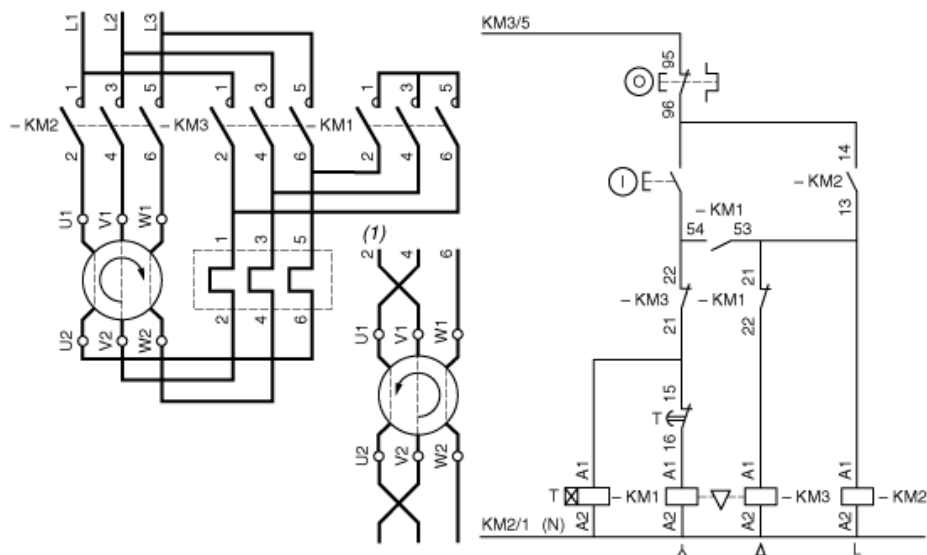 L1 L2 L3
1 3 5 1 3 5 1 3 5
– KM2 – KM3 – KM1
2 4 6 2 4 6 2 4 6
U1 V1 W1
1 3 5
2 4 6
U2 V2 W2
(1)
2 4 6
U1 V1 W1
U2 V2 W2
KM3/5
95
O
96
14
I
– KM2
13
– KM1
54 53
22 21
– KM3 – KM1
21 22
15
T
16
A1 A1 A1 A1
T – KM1 – KM3 – KM2
A2 A2 A2 A2
KM2/1 (N)
L